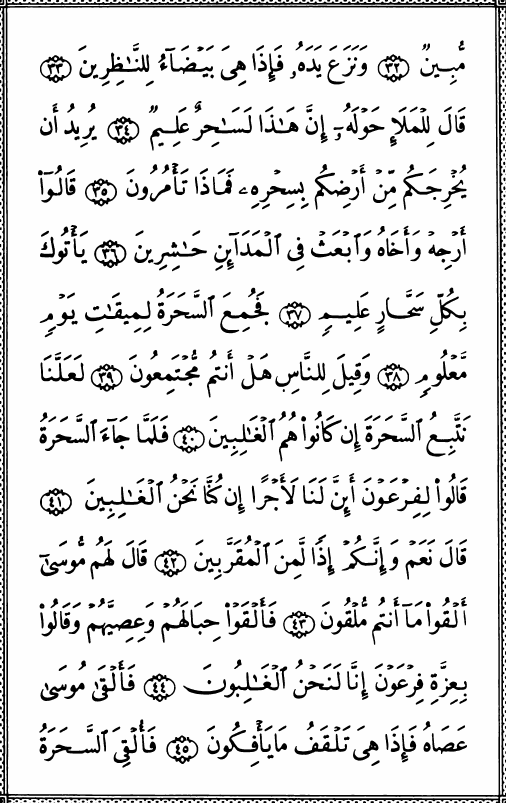 مُّبِينٌ ٣٢ وَنَزَعَ يَدَهُۥ فَإِذَا هِىَ بَيۡضَآءُ لِلنَّٰظِرِينَ ٣٣
قَالَ لِلۡمَلَإِ حَوۡلَهُۥٓ إِنَّ هَٰذَا لَسَٰحِرٌ عَلِيمٌ ٣٤ يُرِيدُ أَن
يُخۡرِجَكُم مِّنۡ أَرۡضِكُم بِسِحۡرِهِۦ فَمَاذَا تَأۡمُرُونَ ٣٥ قَالُوٓاْ
أَرۡجِهۡ وَأَخَاهُ وَٱبۡعَثۡ فِى ٱلۡمَدَآئِنِ حَٰشِرِينَ ٣٦ يَأۡتُوكَ
بِكُلِّ سَحَّارٍ عَلِيمٍ ٣٧ فَجُمِعَ ٱلسَّحَرَةُ لِمِيقَٰتِ يَوۡمٍ
مَّعۡلُومٍ ٣٨ وَقِيلَ لِلنَّاسِ هَلۡ أَنتُم مُّجۡتَمِعُونَ ٣٩ لَعَلَّنَا
نَتَّبِعُ ٱلسَّحَرَةَ إِن كَانُواْ هُمُ ٱلۡغَٰلِبِينَ ٤٠ فَلَمَّا جَآءَ ٱلسَّحَرَةُ
قَالُواْ لِفِرۡعَوۡنَ أَئِنَّ لَنَا لَأَجۡرًا إِن كُنَّا نَحۡنُ ٱلۡغَٰلِبِينَ ٤١
قَالَ نَعَمۡ وَإِنَّكُمۡ إِذًا لَّمِنَ ٱلۡمُقَرَّبِينَ ٤٢ قَالَ لَهُم مُّوسَىٰٓ
أَلۡقُواْ مَآ أَنتُم مُّلۡقُونَ ٤٣ فَأَلۡقَوۡاْ حِبَالَهُمۡ وَعِصِيَّهُمۡ وَقَالُواْ
بِعِزَّةِ فِرۡعَوۡنَ إِنَّا لَنَحۡنُ ٱلۡغَٰلِبُونَ ٤٤ فَأَلۡقَىٰ مُوسَىٰ
عَصَاهُ فَإِذَا هِىَ تَلۡقَفُ مَا يَأۡفِكُونَ ٤٥ فَأُلۡقِىَ ٱلسَّحَرَةُ